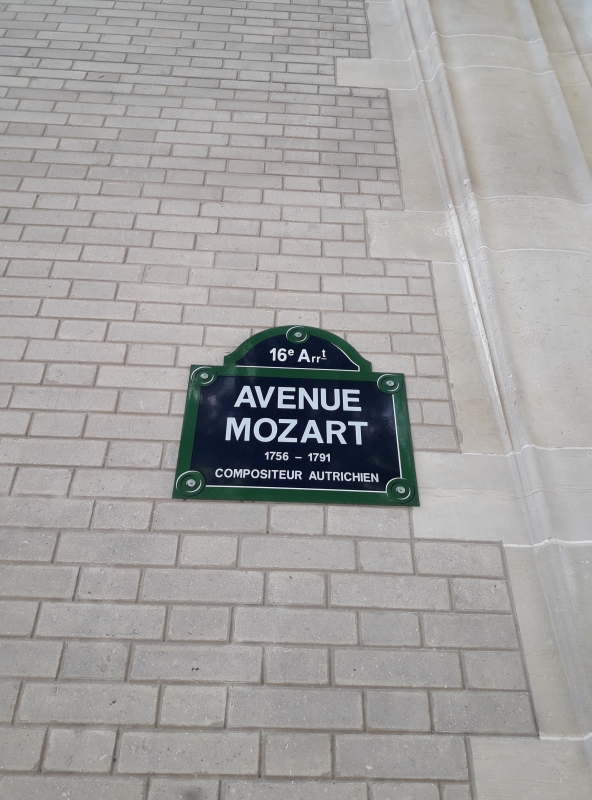 16e Arrt
AVENUE
MOZART
1756 – 1791
COMPOSITEUR AUTRICHIEN